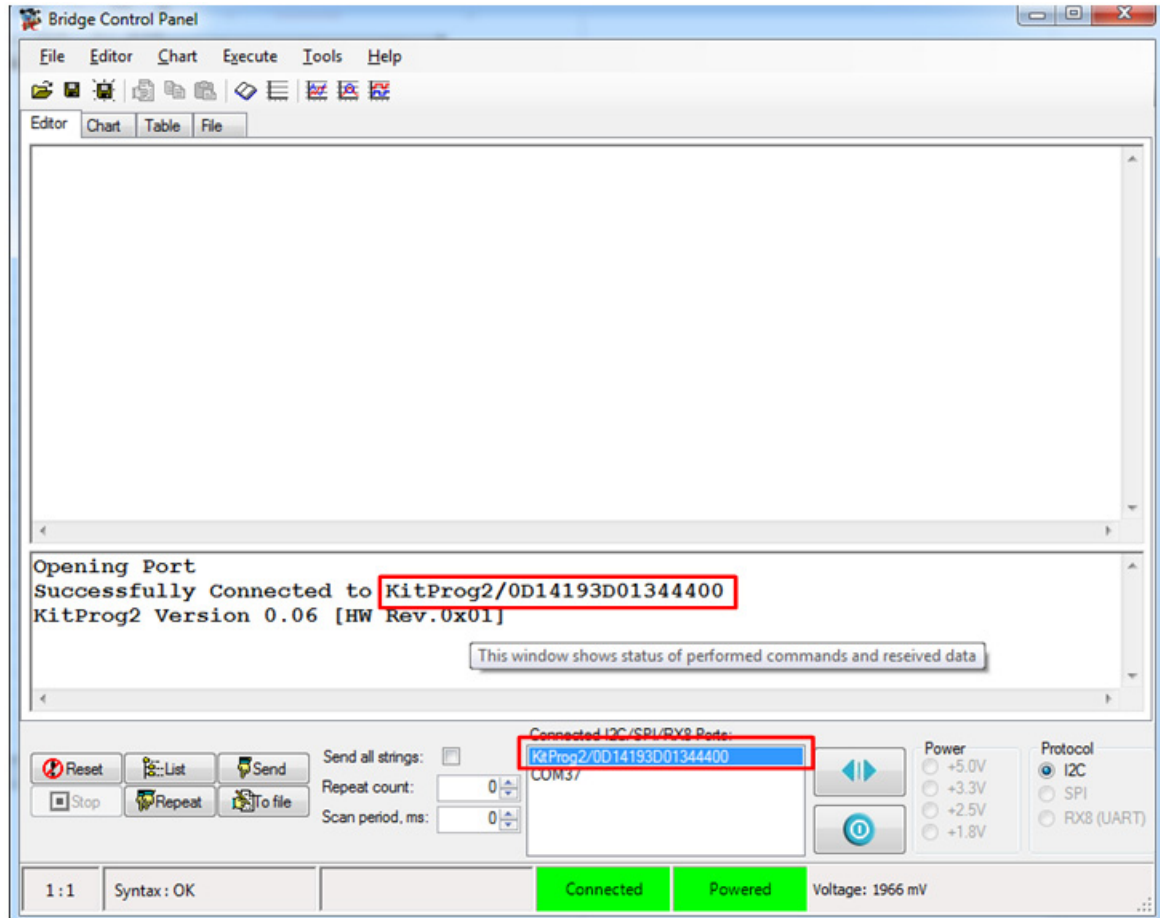 Bridge Control Panel
File Editor Chart Execute Tools Help
Editor Chart Table File
Opening Port
Successfully Connected to KitProg2/0D14193D01344400
KitProg2 Version 0.06 [HW Rev.0x01]
This window shows status of performed commands and reseived data
Connected I2C/SPI/RX8 Ports:
Reset List Send
Stop Repeat To file
Send all strings:
Repeat count: 0
Scan period, ms: 0
KitProg2/0D14193D01344400
COM37
Power
+5.0V
+3.3V
+2.5V
+1.8V
Protocol
I2C
SPI
RX8 (UART)
1:1 Syntax : OK Connected Powered Voltage: 1966 mV